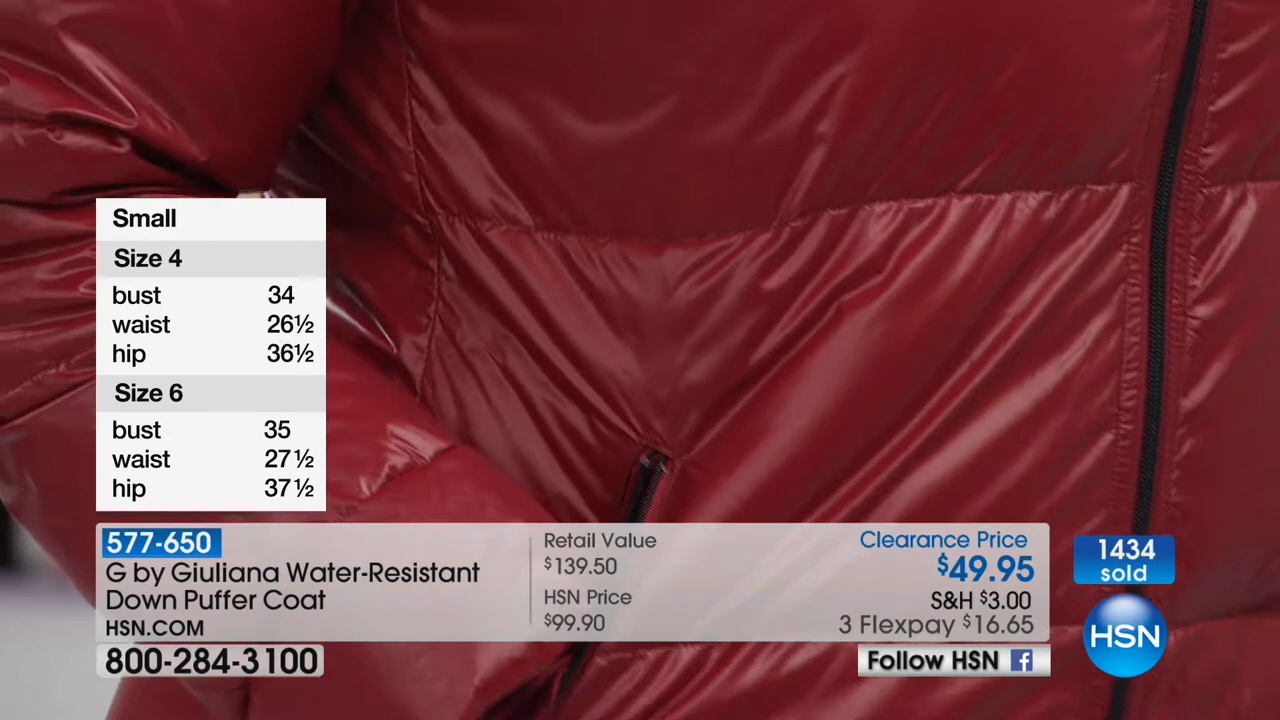 Small
Size 4
bust 34
waist 26½
hip 36½
Size 6
bust 35
waist 27½
hip 37½
577-650
G by Giuliana Water-Resistant
Down Puffer Coat
HSN.COM
800-284-3100
Retail Value
$139.50
HSN Price
$99.90
Clearance Price
$49.95
S&H $3.00
3 Flexpay $16.65
1434
sold
HSN
Follow HSN f